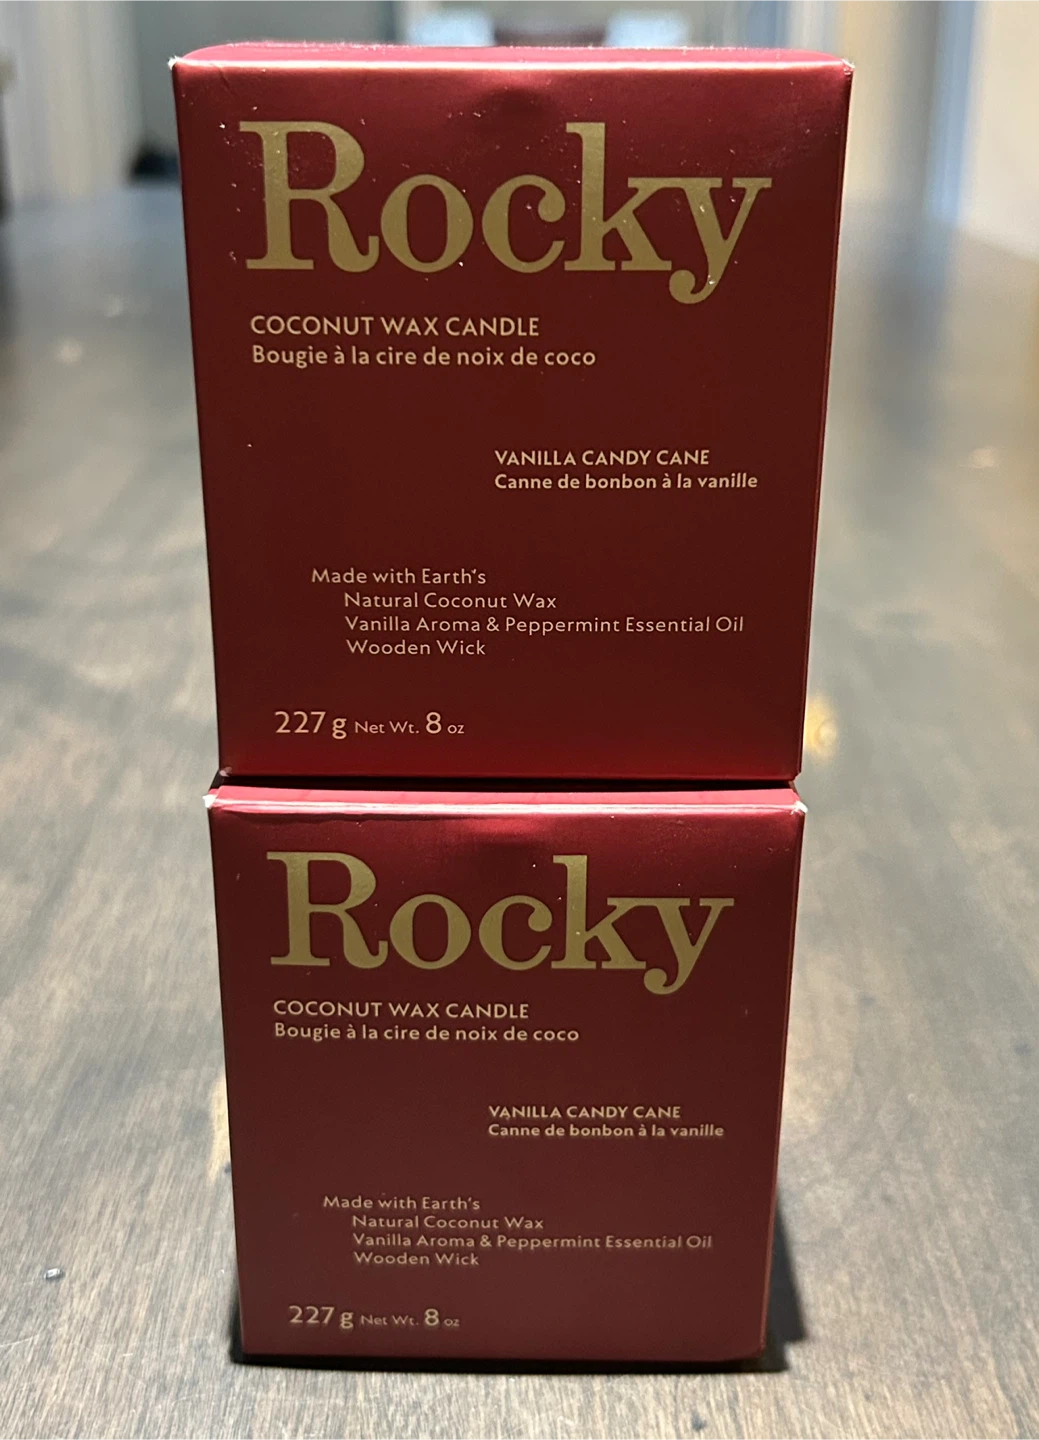 Rocky
COCONUT WAX CANDLE
Bougie à la cire de noix de coco
VANILLA CANDY CANE
Canne de bonbon à la vanille
Made with Earth's
Natural Coconut Wax
Vanilla Aroma & Peppermint Essential Oil
Wooden Wick
227 g Net Wt. 8 oz
Rocky
COCONUT WAX CANDLE
Bougie à la cire de noix de coco
VANILLA CANDY CANE
Canne de bonbon à la vanille
Made with Earth's
Natural Coconut Wax
Vanilla Aroma & Peppermint Essential Oil
Wooden Wick
227 g Net Wt. 8 oz